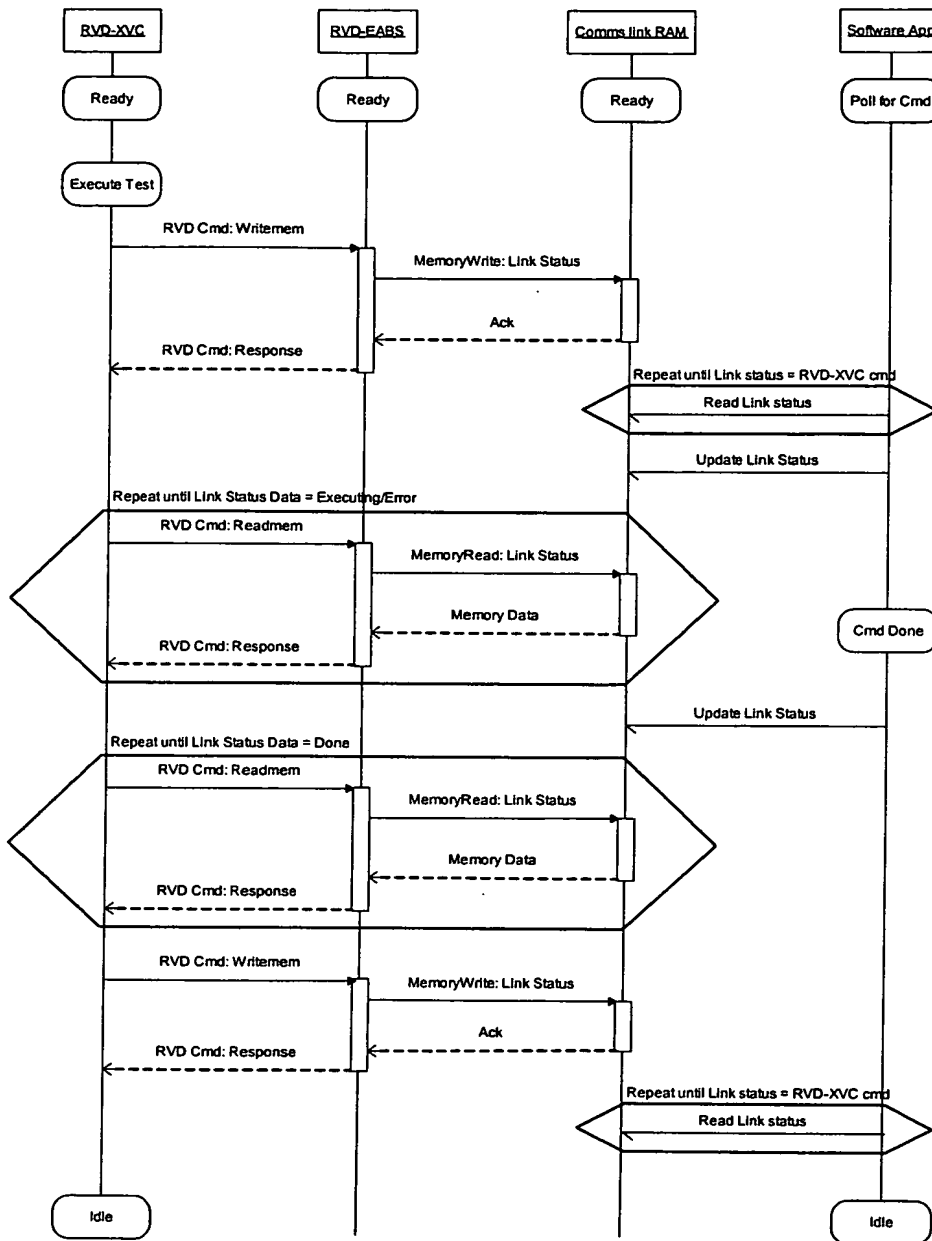 RVD-XVC
RVD-EABS
Comms link RAM
Software App
Ready
Ready
Ready
Poll for Cmd
Execute Test
RVD Cmd: Writemem
MemoryWrite: Link Status
Ack
RVD Cmd: Response
Repeat until Link status = RVD-XVC cmd
Read Link status
Update Link Status
Repeat until Link Status Data = Executing/Error
RVD Cmd: Readmem
MemoryRead: Link Status
Memory Data
Cmd Done
RVD Cmd: Response
Update Link Status
Repeat until Link Status Data = Done
RVD Cmd: Readmem
MemoryRead: Link Status
Memory Data
RVD Cmd: Response
RVD Cmd: Writemem
MemoryWrite: Link Status
Ack
RVD Cmd: Response
Repeat until Link status = RVD-XVC cmd
Read Link status
Idle
Idle